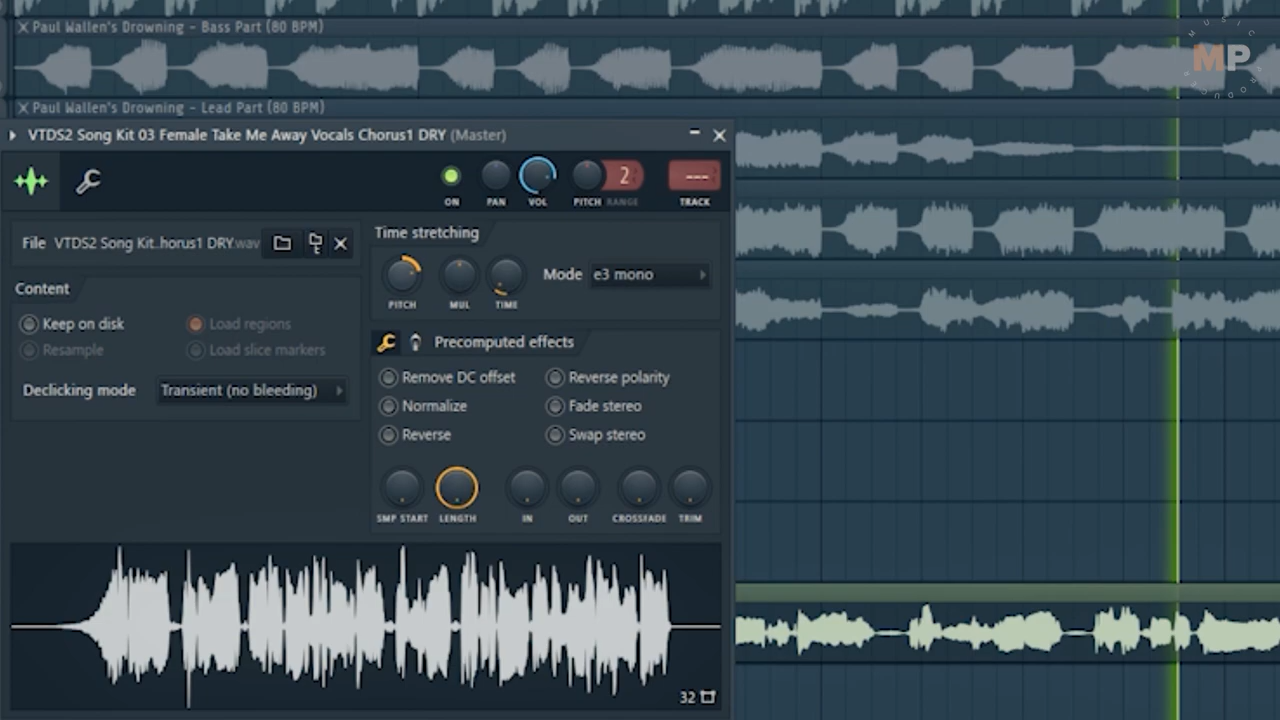 Paul Wallen's Drowning - Bass Part (80 BPM)
MUSIC
MP
Paul Wallen's Drowning - Lead Part (80 BPM)
VTDS2 Song Kit 03 Female Take Me Away Vocals Chorus1 DRY (Master)
2
---
ON
PAN
VOL
PITCH
RANGE
TRACK
File
VTDS2 Song Kit..horus1 DRY.wav
Time stretching
Mode
e3 mono
PITCH
MUL
TIME
Content
Keep on disk
Load regions
Resample
Load slice markers
Declicking mode
Transient (no bleeding)
Precomputed effects
Remove DC offset
Reverse polarity
Normalize
Fade stereo
Reverse
Swap stereo
SMP START
LENGTH
IN
OUT
CROSSFADE
TRIM
32